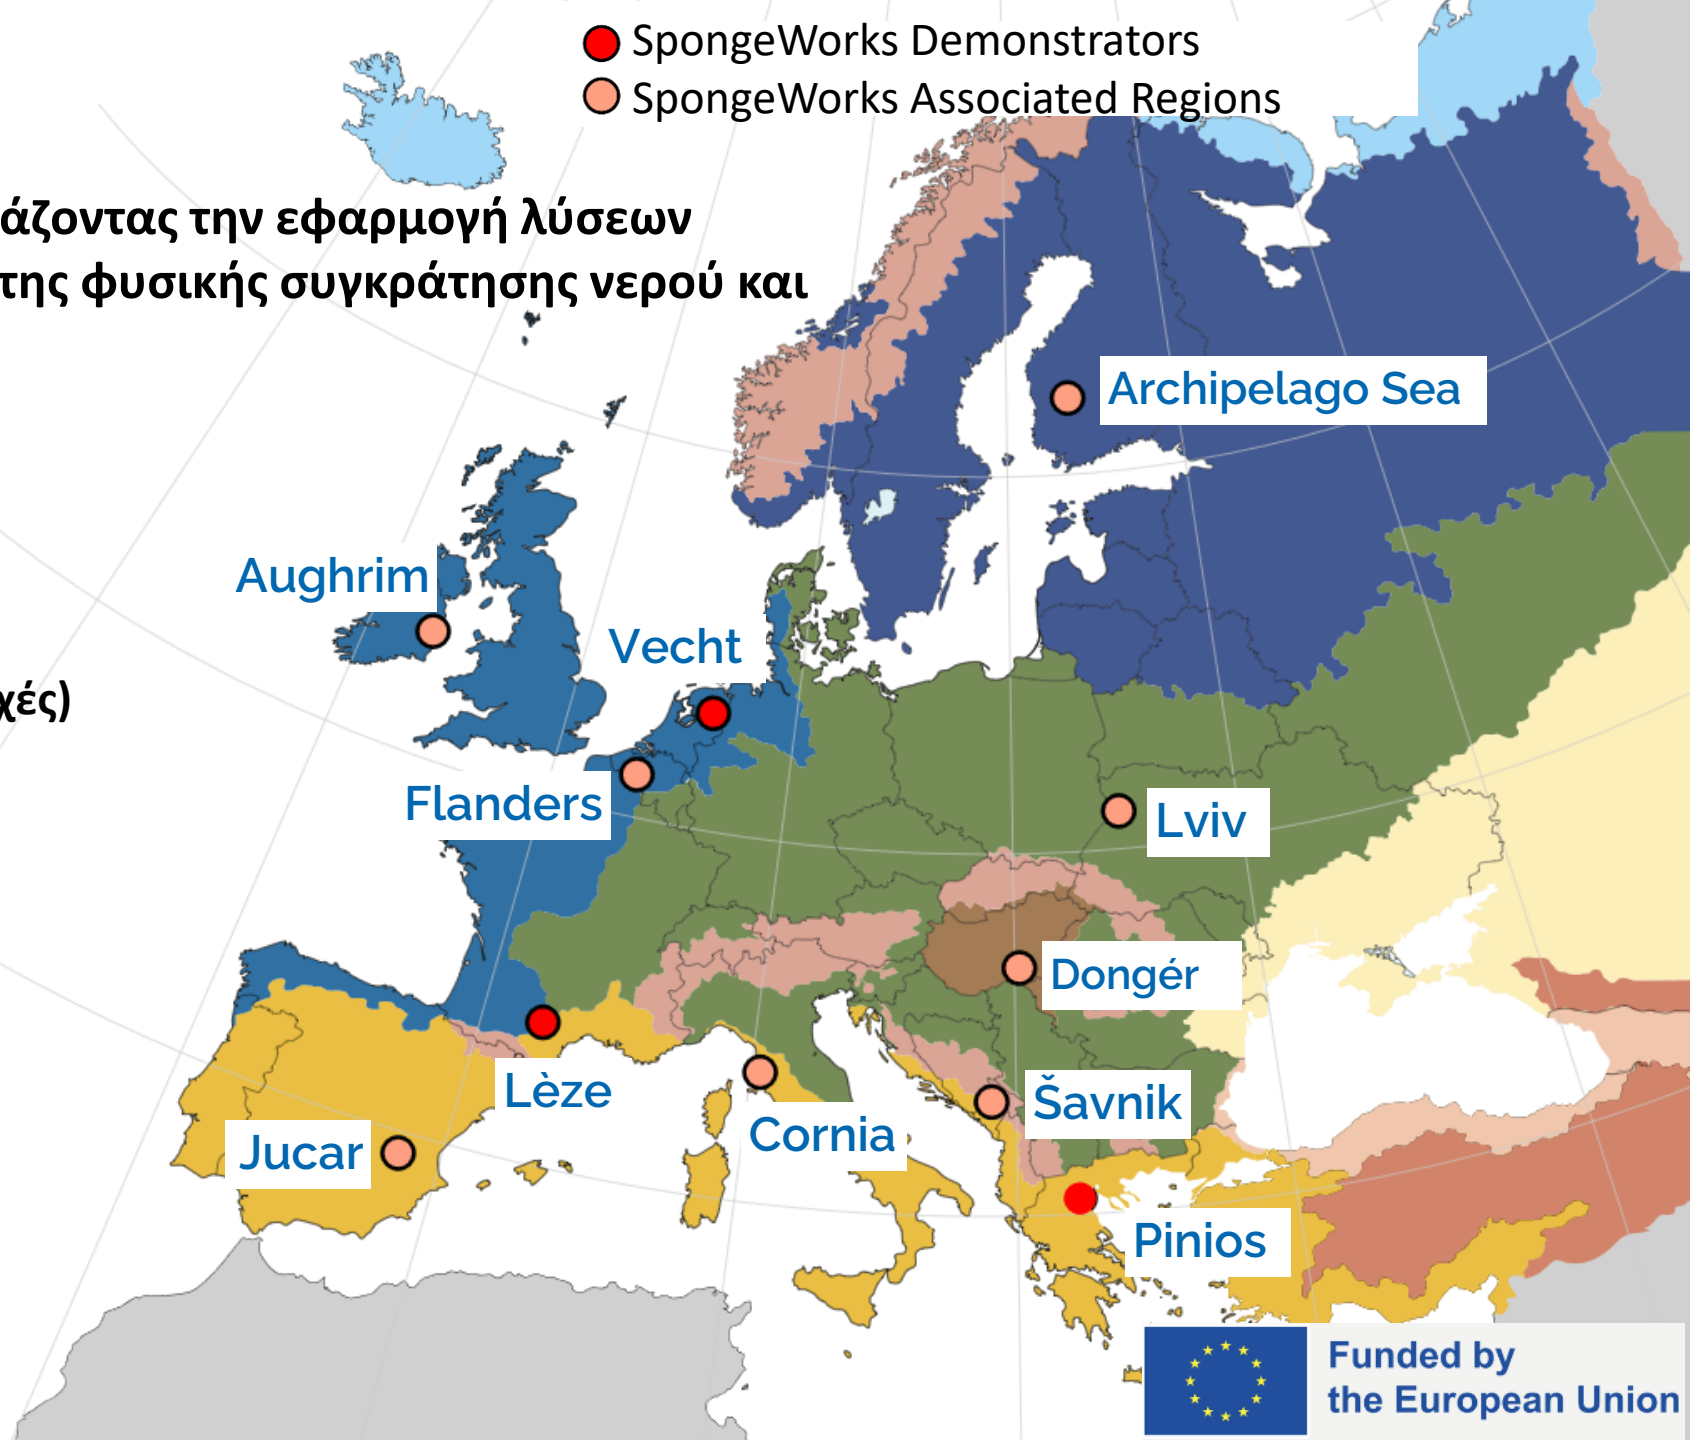 SpongeWorks Demonstrators
SpongeWorks Associated Regions
άζοντας την εφαρμογή λύσεων
της φυσικής συγκράτησης νερού και
Archipelago Sea
Aughrim
Vecht
χές)
Flanders
Lviv
Dongér
Lèze
Šavnik
Cornia
Jucar
Pinios
Funded by
the European Union